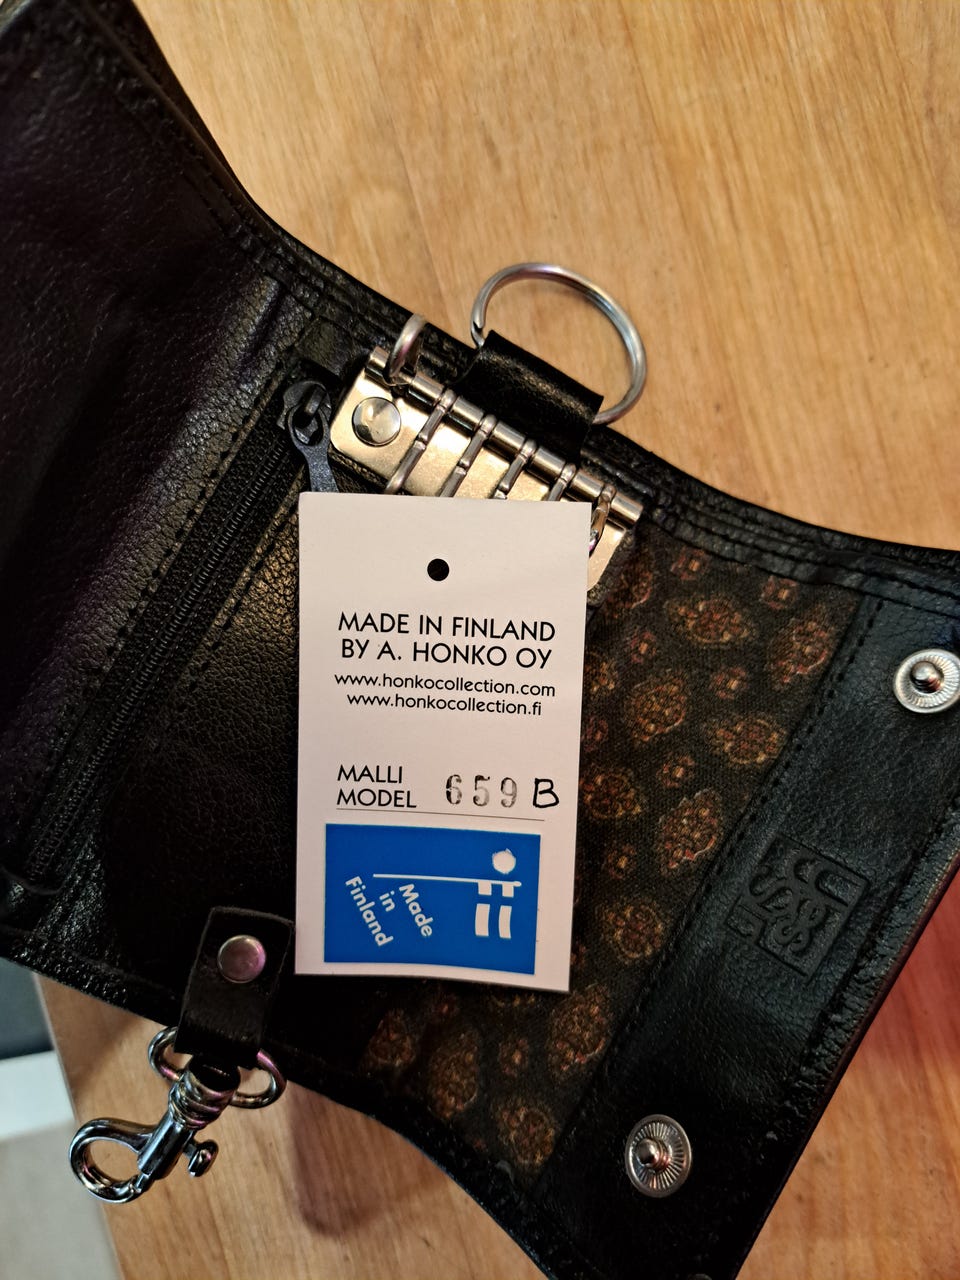 MADE IN FINLAND
BY A. HONKO OY
www.honkocollection.com
www.honkocollection.fi
MALLI
MODEL 659 B
Made
in
Finland